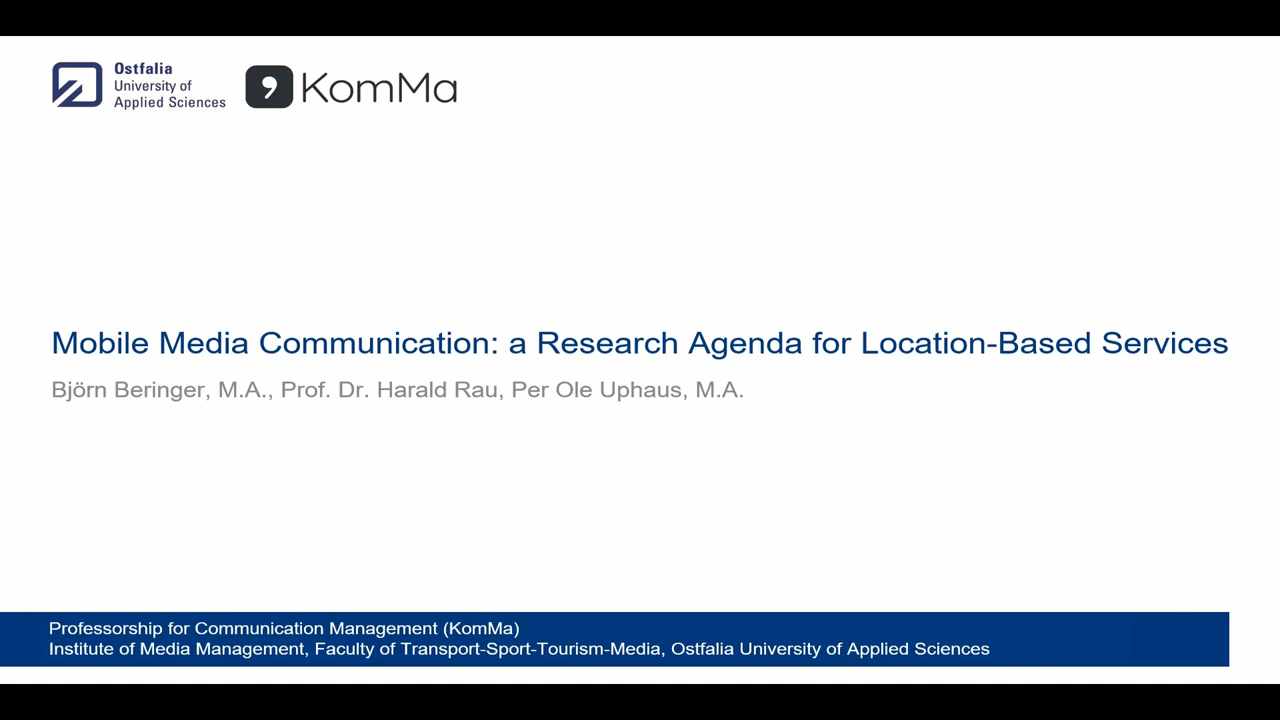 Ostfalia
University of
Applied Sciences
KomMa
Mobile Media Communication: a Research Agenda for Location-Based Services
Björn Beringer, M.A., Prof. Dr. Harald Rau, Per Ole Uphaus, M.A.
Professorship for Communication Management (KomMa)
Institute of Media Management, Faculty of Transport-Sport-Tourism-Media, Ostfalia University of Applied Sciences